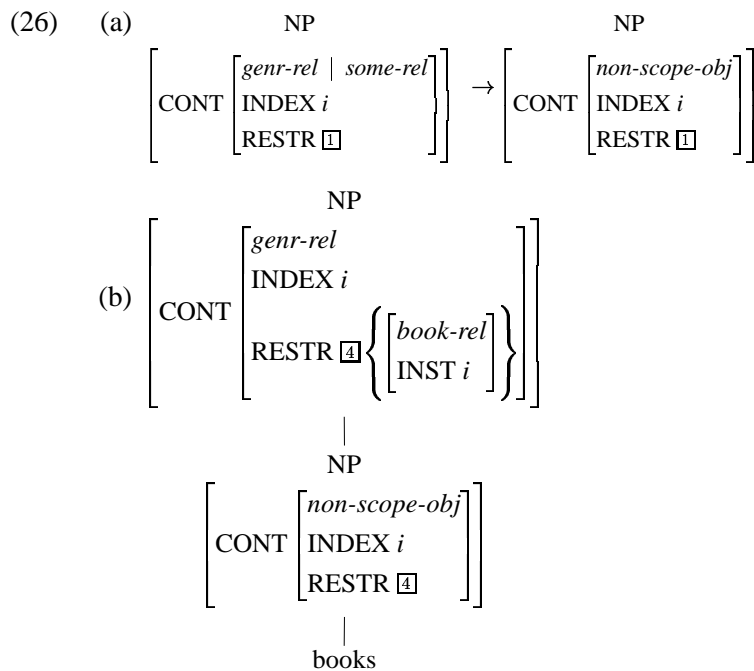 (26) (a) NP NP
[CONT [genr-rel | some-rel
INDEX i
RESTR [1]]] → [CONT [non-scope-obj
INDEX i
RESTR [1]]]
NP
(b) [CONT [genr-rel
INDEX i
RESTR [4] {[book-rel
INST i]}]]
|
NP
[CONT [non-scope-obj
INDEX i
RESTR [4]]]
|
books